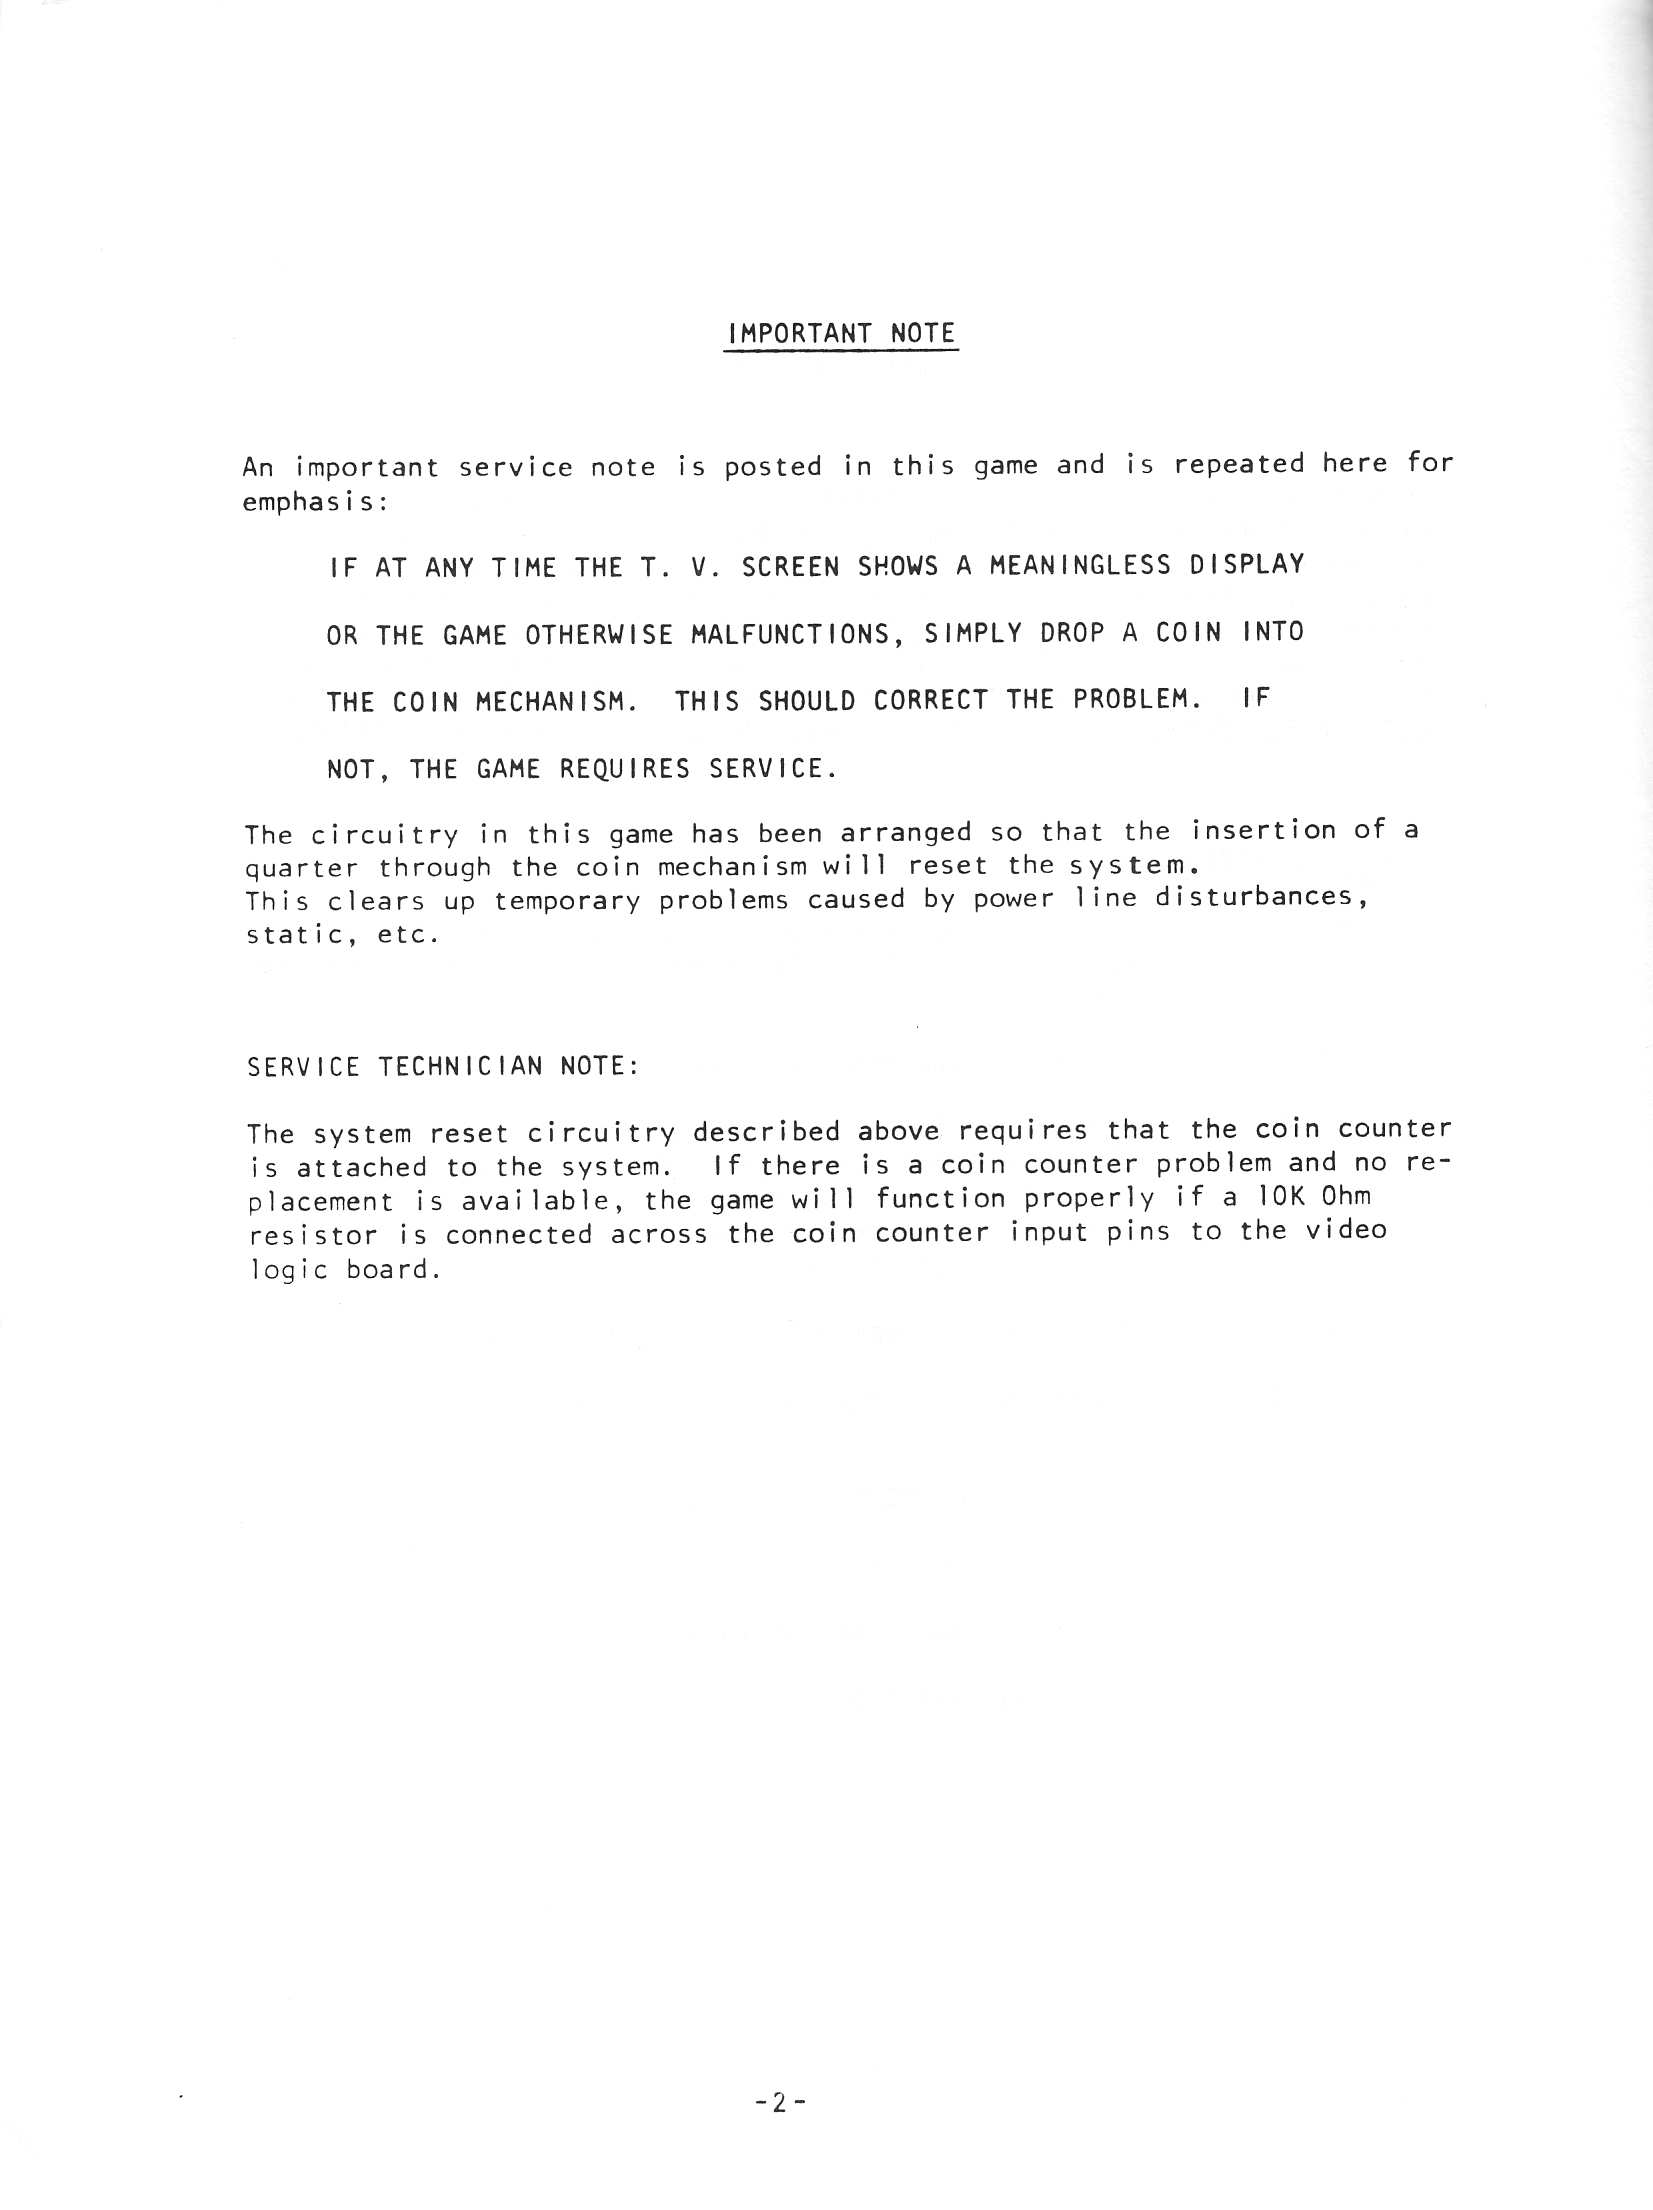 IMPORTANT NOTE
An important service note is posted in this game and is repeated here for
emphasis:
IF AT ANY TIME THE T. V. SCREEN SHOWS A MEANINGLESS DISPLAY
OR THE GAME OTHERWISE MALFUNCTIONS, SIMPLY DROP A COIN INTO
THE COIN MECHANISM. THIS SHOULD CORRECT THE PROBLEM. IF
NOT, THE GAME REQUIRES SERVICE.
The circuitry in this game has been arranged so that the insertion of a
quarter through the coin mechanism will reset the system.
This clears up temporary problems caused by power line disturbances,
static, etc.
SERVICE TECHNICIAN NOTE:
The system reset circuitry described above requires that the coin counter
is attached to the system. If there is a coin counter problem and no re-
placement is available, the game will function properly if a 10K Ohm
resistor is connected across the coin counter input pins to the video
logic board.
-2-